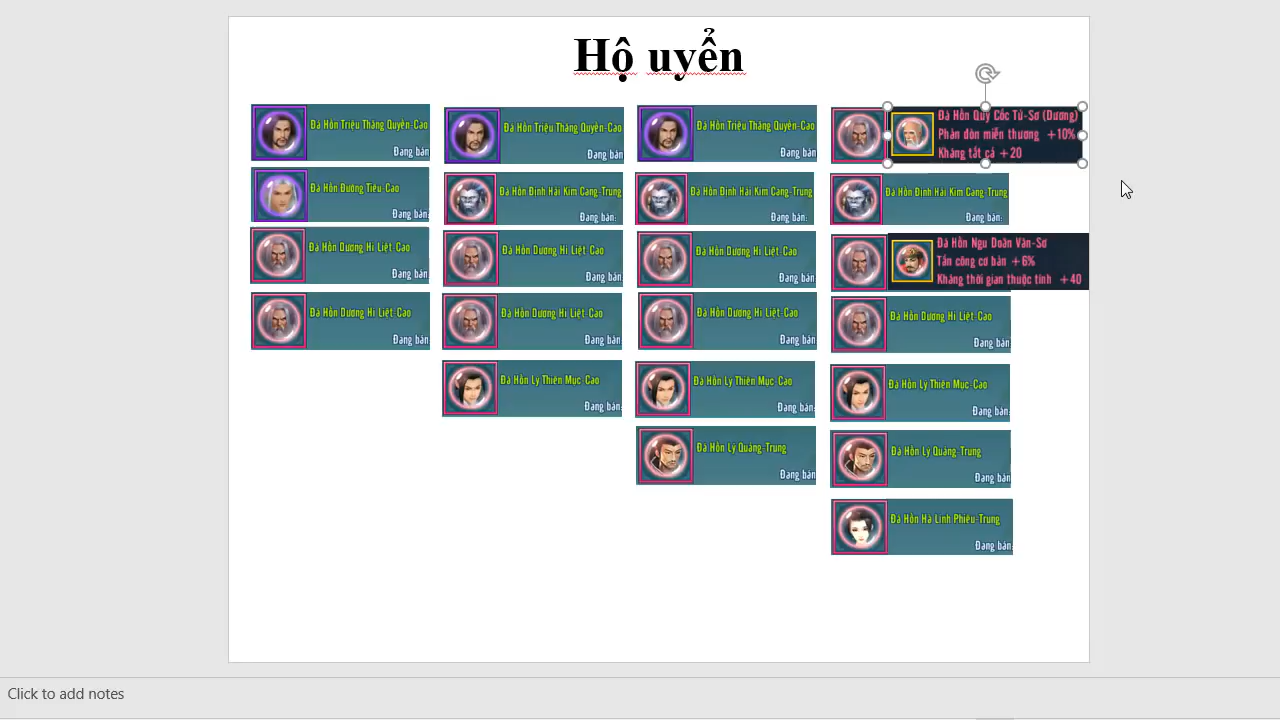 Hộ uyển
Đá Hồn Triệu Thăng Quyền-Cao
Đang bán
Đá Hồn Đường Tiêu-Cao
Đang bán:
Đá Hồn Dương Hi Liệt-Cao
Đang bán
Đá Hồn Dương Hi Liệt-Cao
Đang bán
Đá Hồn Triệu Thăng Quyền-Cao
Đang bán
Đá Hồn Đinh Hải Kim Cang-Trung
Đang bán:
Đá Hồn Dương Hi Liệt-Cao
Đang bán:
Đá Hồn Dương Hi Liệt-Cao
Đang bán:
Đá Hồn Lý Thiên Mục-Cao
Đang bán:
Đá Hồn Triệu Thăng Quyền-Cao
Đang bán
Đá Hồn Đinh Hải Kim Cang-Trung
Đang bán:
Đá Hồn Dương Hi Liệt-Cao
Đang bán
Đá Hồn Dương Hi Liệt-Cao
Đang bán
Đá Hồn Lý Thiên Mục-Cao
Đang bán:
Đá Hồn Lý Quảng-Trung
Đang bán
Đá Hồn Quỷ Cốc Tử-Sơ (Dương)
Phản đòn miễn thương +10%
Kháng tất cả +20
Đá Hồn Đinh Hải Kim Cang-Trung
Đang bán:
Đá Hồn Ngu Doãn Văn-Sơ
Tấn công cơ bản +6%
Kháng thời gian thuộc tính +40
Đá Hồn Dương Hi Liệt-Cao
Đang bán
Đá Hồn Lý Thiên Mục-Cao
Đang bán:
Đá Hồn Lý Quảng-Trung
Đang bán
Đá Hồn Hà Linh Phiêu-Trung
Đang bán:
Click to add notes